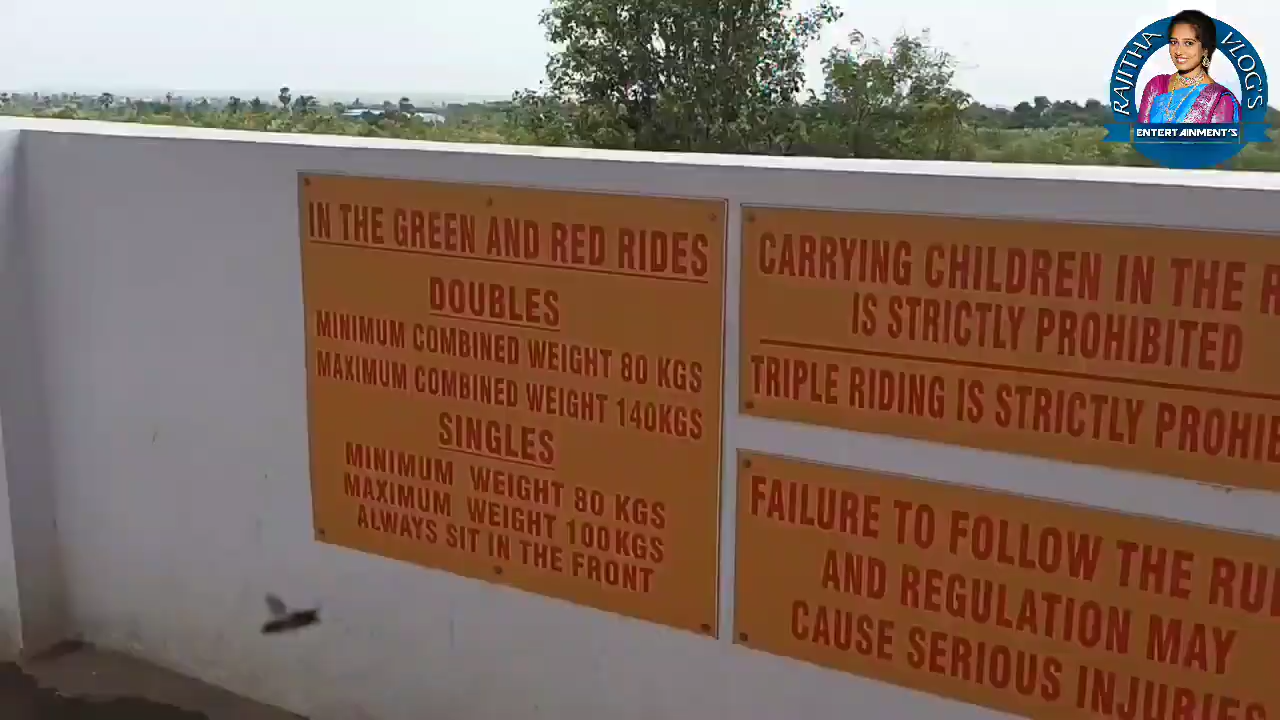 IN THE GREEN AND RED RIDES
DOUBLES
MINIMUM COMBINED WEIGHT 80 KGS
MAXIMUM COMBINED WEIGHT 140KGS
SINGLES
MINIMUM WEIGHT 80 KGS
MAXIMUM WEIGHT 100KGS
ALWAYS SIT IN THE FRONT
CARRYING CHILDREN IN THE
IS STRICTLY PROHIBITED
TRIPLE RIDING IS STRICTLY
FAILURE TO FOLLOW THE
AND REGULATION MAY
CAUSE SERIOUS
RAJITHA VLOG'S
ENTERTAINMENT'S